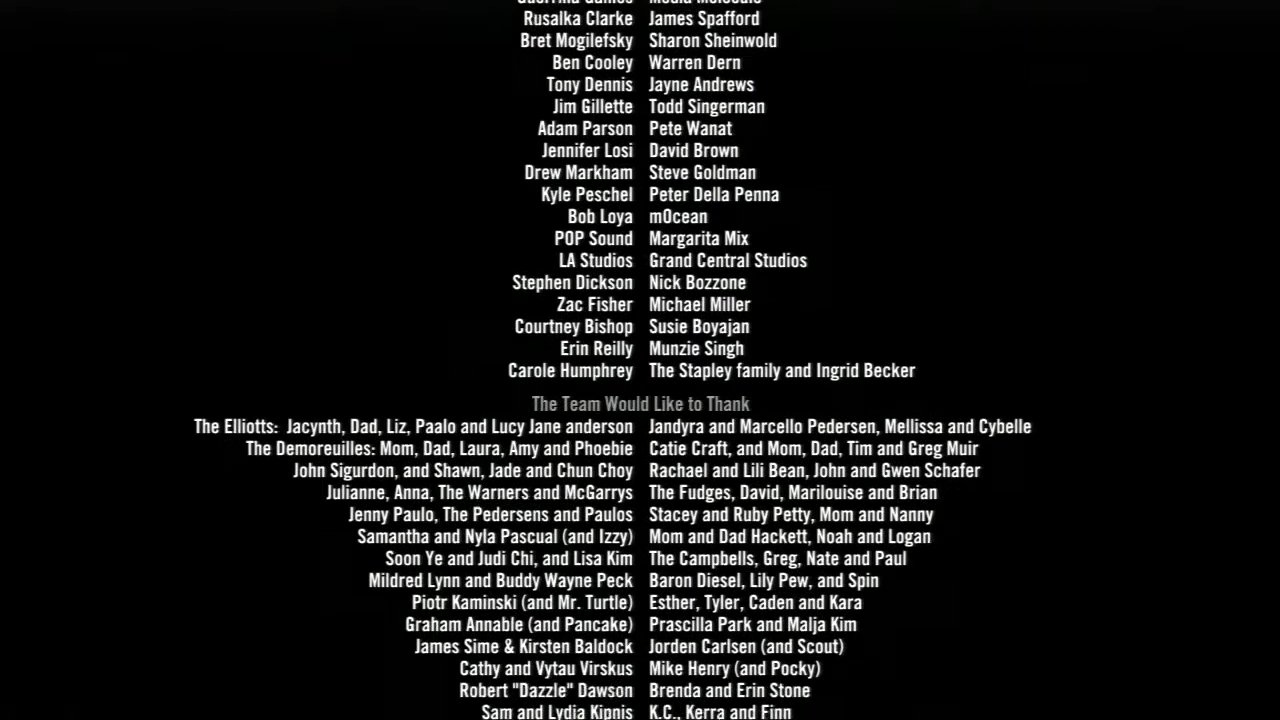 Guerrilla Games Media Molecule
Rusalka Clarke James Spafford
Bret Mogilefsky Sharon Sheinwold
Ben Cooley Warren Dern
Tony Dennis Jayne Andrews
Jim Gillette Todd Singerman
Adam Parson Pete Wanat
Jennifer Losi David Brown
Drew Markham Steve Goldman
Kyle Peschel Peter Della Penna
Bob Loya mOcean
POP Sound Margarita Mix
LA Studios Grand Central Studios
Stephen Dickson Nick Bozzone
Zac Fisher Michael Miller
Courtney Bishop Susie Boyajan
Erin Reilly Munzie Singh
Carole Humphrey The Stapley family and Ingrid Becker
The Team Would Like to Thank
The Elliotts: Jacynth, Dad, Liz, Paalo and Lucy Jane anderson Jandyra and Marcello Pedersen, Mellissa and Cybelle
The Demoreuilles: Mom, Dad, Laura, Amy and Phoebie Catie Craft, and Mom, Dad, Tim and Greg Muir
John Sigurdon, and Shawn, Jade and Chun Choy Rachael and Lili Bean, John and Gwen Schafer
Julianne, Anna, The Warners and McGarrys The Fudges, David, Marilouise and Brian
Jenny Paulo, The Pedersens and Paulos Stacey and Ruby Petty, Mom and Nanny
Samantha and Nyla Pascual (and Izzy) Mom and Dad Hackett, Noah and Logan
Soon Ye and Judi Chi, and Lisa Kim The Campbells, Greg, Nate and Paul
Mildred Lynn and Buddy Wayne Peck Baron Diesel, Lily Pew, and Spin
Piotr Kaminski (and Mr. Turtle) Esther, Tyler, Caden and Kara
Graham Annable (and Pancake) Prascilla Park and Malja Kim
James Sime & Kirsten Baldock Jorden Carlsen (and Scout)
Cathy and Vytau Virskus Mike Henry (and Pocky)
Robert "Dazzle" Dawson Brenda and Erin Stone
Sam and Lydia Kipnis K.C., Kerra and Finn